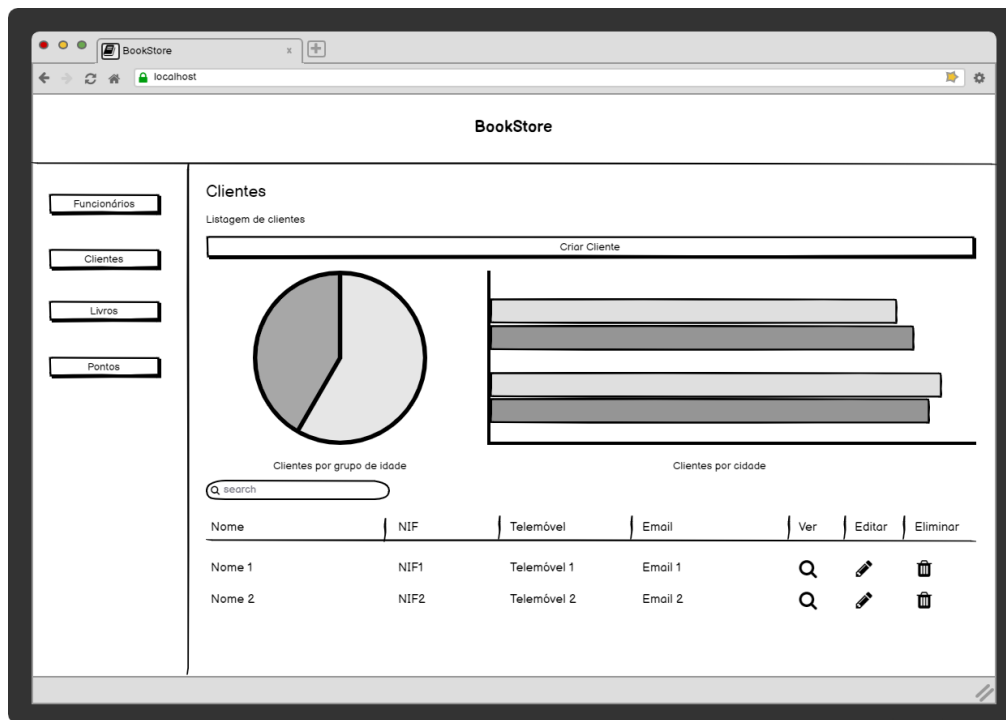 BookStore
x
localhost
BookStore
Funcionários
Clientes
Livros
Pontos
Clientes
Listagem de clientes
Criar Cliente
Clientes por grupo de idade
Clientes por cidade
search
Nome NIF Telemóvel Email Ver Editar Eliminar
Nome 1 NIF1 Telemóvel 1 Email 1
Nome 2 NIF2 Telemóvel 2 Email 2